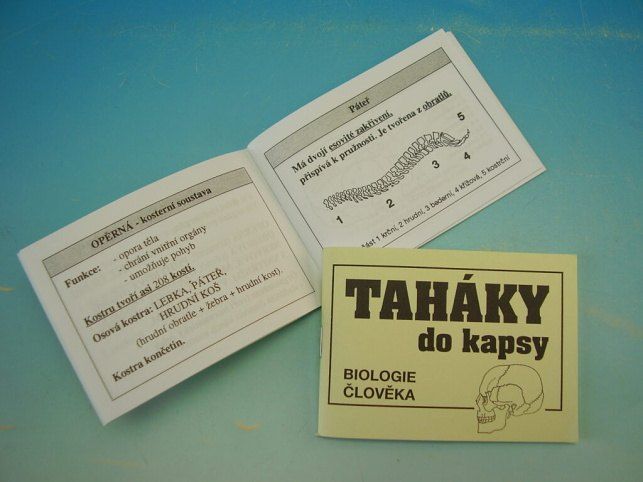 OPĚRNÁ - kosterní soustava
Funkce: - opora těla
- chrání vnitřní orgány
- umožňuje pohyb
Kostru tvoří asi 208 kostí.
Osová kostra: LEBKA, PÁTEŘ,
HRUDNÍ KOŠ
(hrudní obratle + žebra + hrudní kost).
Kostra končetin.
Páteř
Má dvojí esovité zakřivení,
přispívá k pružnosti. Je tvořena z obratlů.
1
2
3
4
5
část 1 krční, 2 hrudní, 3 bederní, 4 křížové, 5 kostrční
TAHÁKY
do kapsy
BIOLOGIE
ČLOVĚKA